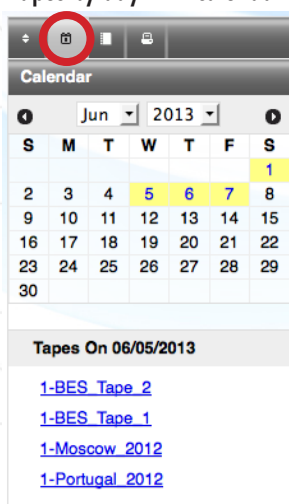 Calendar
Jun 2013
S M T W T F S
1
2 3 4 5 6 7 8
9 10 11 12 13 14 15
16 17 18 19 20 21 22
23 24 25 26 27 28 29
30
Tapes On 06/05/2013
1-BES_Tape_2
1-BES_Tape_1
1-Moscow_2012
1-Portugal_2012